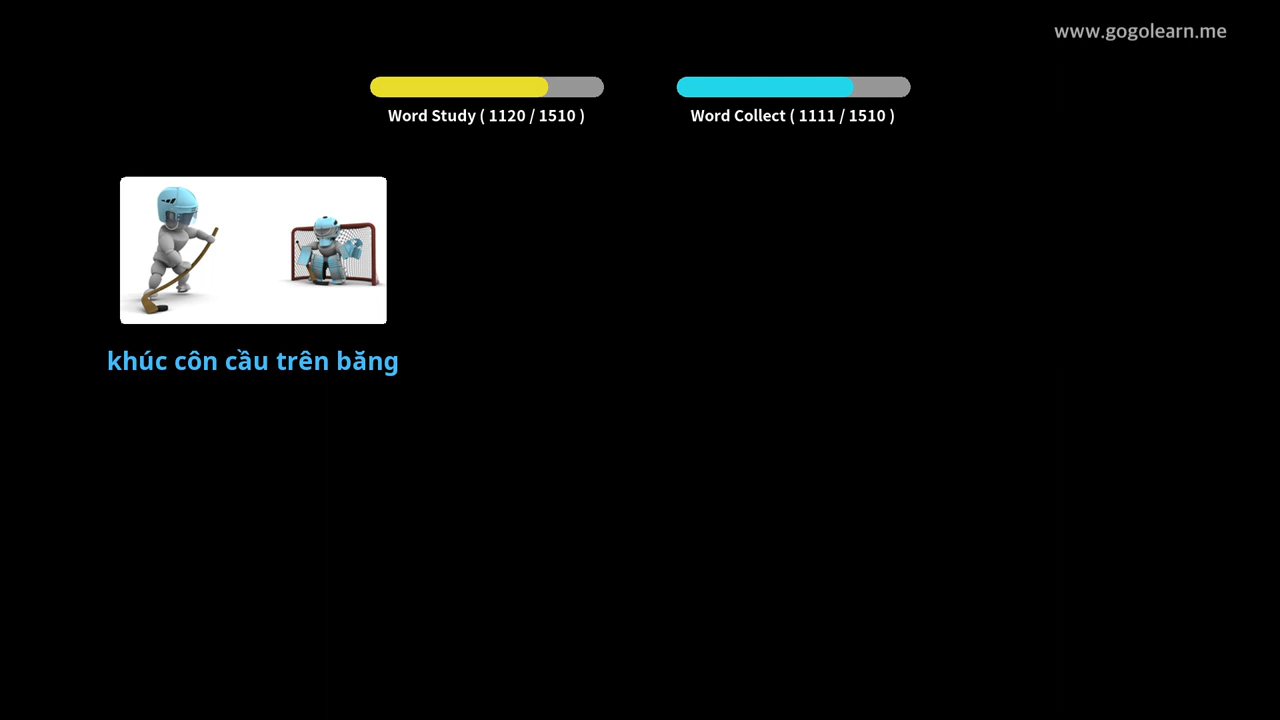 www.gogolearn.me
Word Study ( 1120 / 1510 )
Word Collect ( 1111 / 1510 )
khúc côn cầu trên băng